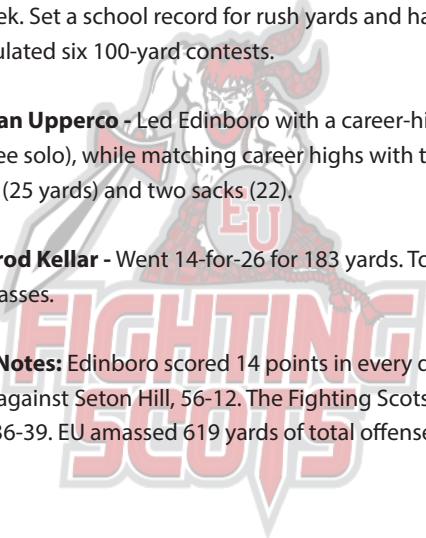 ek. Set a school record for rush yards and ha
ulated six 100-yard contests.
an Upperco - Led Edinboro with a career-hi
ee solo), while matching career highs with t
(25 yards) and two sacks (22).
rod Kellar - Went 14-for-26 for 183 yards. To
asses.
Notes: Edinboro scored 14 points in every q
against Seton Hill, 56-12. The Fighting Scots
36-39. EU amassed 619 yards of total offense
EU
FIGHTING
SCOTS